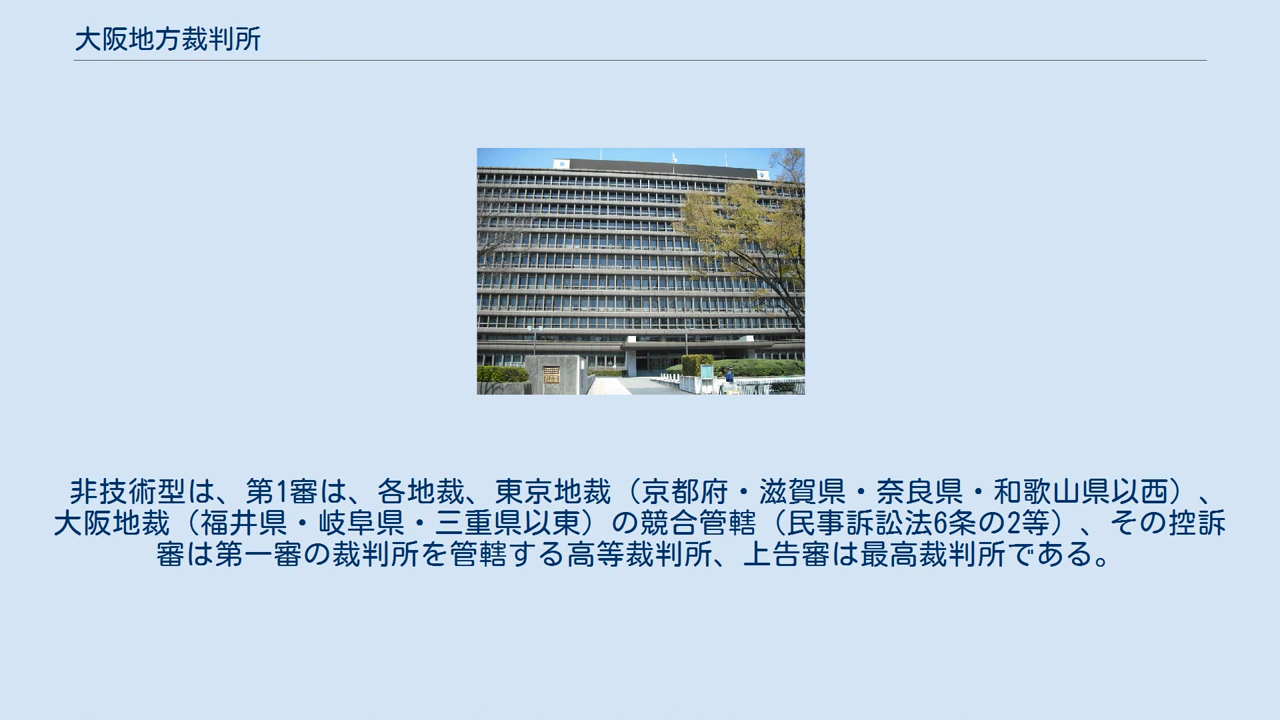 大阪地方裁判所
非技術型は、第1審は、各地裁、東京地裁（京都府・滋賀県・奈良県・和歌山県以西）、
大阪地裁（福井県・岐阜県・三重県以東）の競合管轄（民事訴訟法6条の2等）、その控訴
審は第一審の裁判所を管轄する高等裁判所、上告審は最高裁判所である。